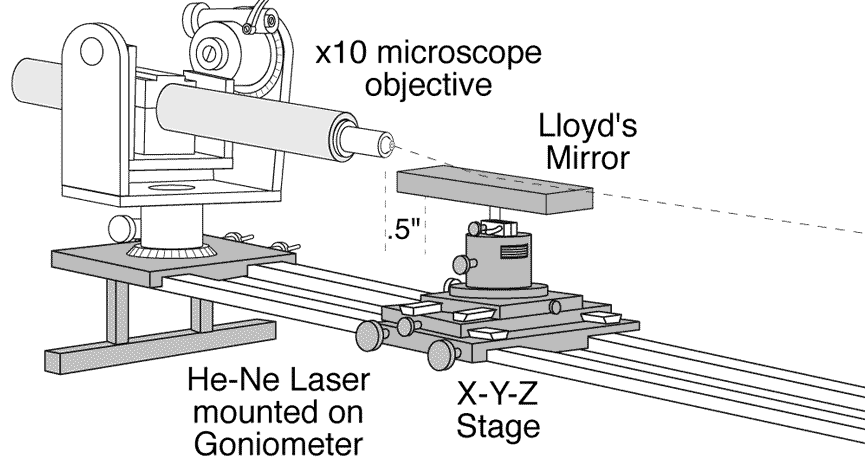 x10 microscope
objective
Lloyd's
Mirror
.5"
He-Ne Laser
mounted on
Goniometer
X-Y-Z
Stage